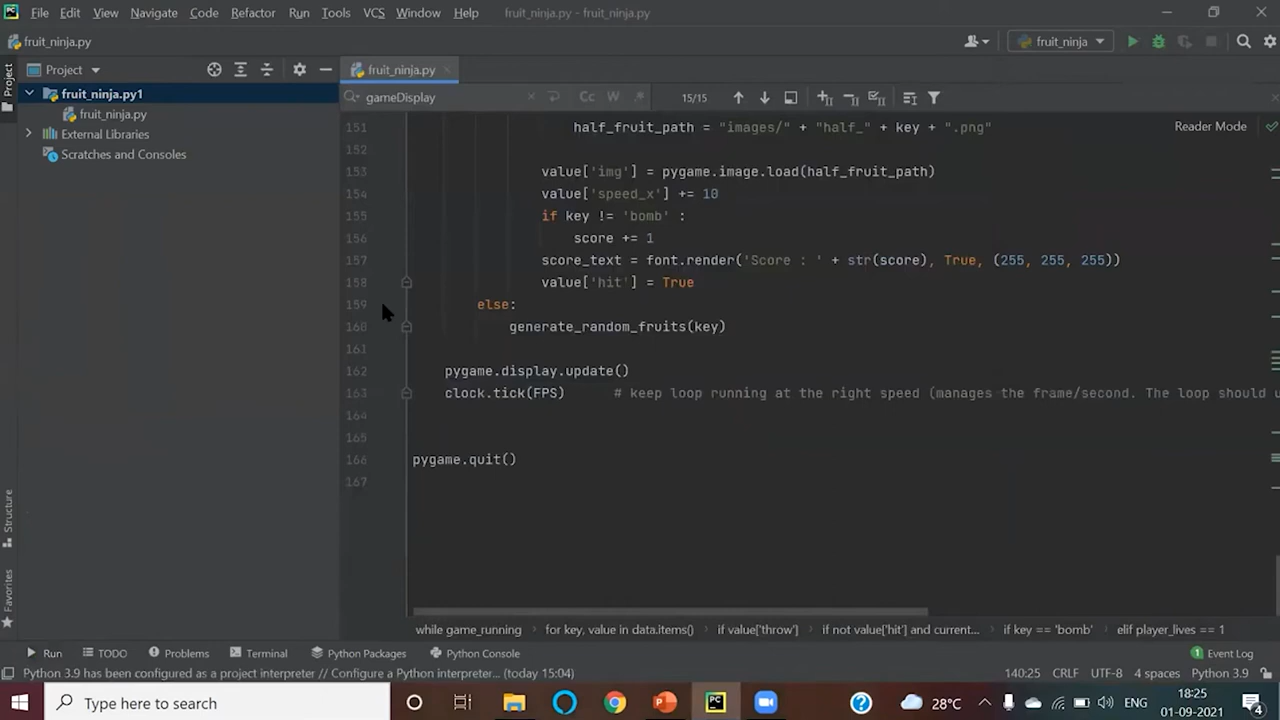 File Edit View Navigate Code Refactor Run Tools VCS Window Help fruit_ninja.py - fruit_ninja.py
fruit_ninja.py fruit_ninja
Project fruit_ninja.py
fruit_ninja.py1
fruit_ninja.py
External Libraries
Scratches and Consoles
gameDisplay Cc W .* 15/15
Reader Mode
151 half_fruit_path = "images/" + "half_" + key + ".png"
152
153 value['img'] = pygame.image.load(half_fruit_path)
154 value['speed_x'] += 10
155 if key != 'bomb' :
156 score += 1
157 score_text = font.render('Score : ' + str(score), True, (255, 255, 255))
158 value['hit'] = True
159 else:
160 generate_random_fruits(key)
161
162 pygame.display.update()
163 clock.tick(FPS) # keep loop running at the right speed (manages the frame/second. The loop should u
164
165
166 pygame.quit()
167
Project
Structure
Favorites
while game_running for key, value in data.items() if value['throw'] if not value['hit'] and current... if key == 'bomb' elif player_lives == 1
Run TODO Problems Terminal Python Packages Python Console 1 Event Log
Python 3.9 has been configured as a project interpreter // Configure a Python interpreter... (today 15:04) 140:25 CRLF UTF-8 4 spaces Python 3.9
Type here to search 28°C ENG 18:25
01-09-2021 4